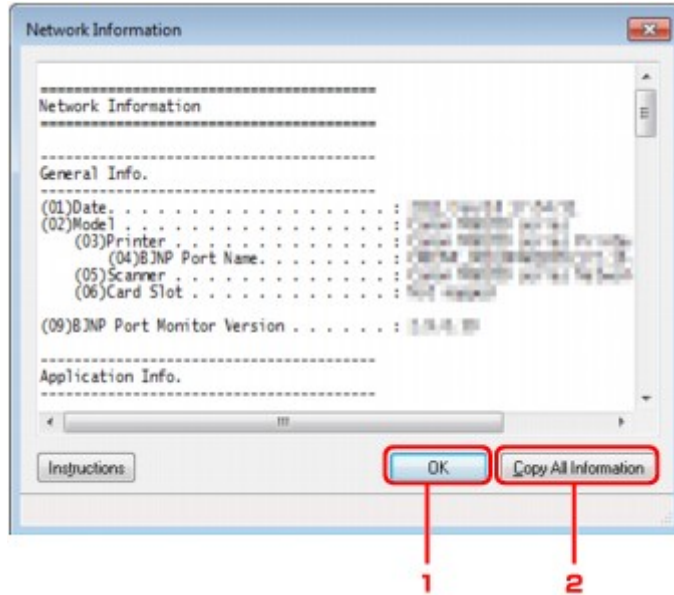 Network Information
========================================
Network Information
========================================
----------------------------------------
General Info.
----------------------------------------
(01)Date. . . . . . . . . . . . . . . . . :
(02)Model . . . . . . . . . . . . . . . . :
(03)Printer . . . . . . . . . . . . . . :
(04)BJNP Port Name. . . . . . . . . :
(05)Scanner . . . . . . . . . . . . . . :
(06)Card Slot . . . . . . . . . . . . . :
(09)BJNP Port Monitor Version . . . . . . :
----------------------------------------
Application Info.
----------------------------------------
Instructions OK Copy All Information
1 2